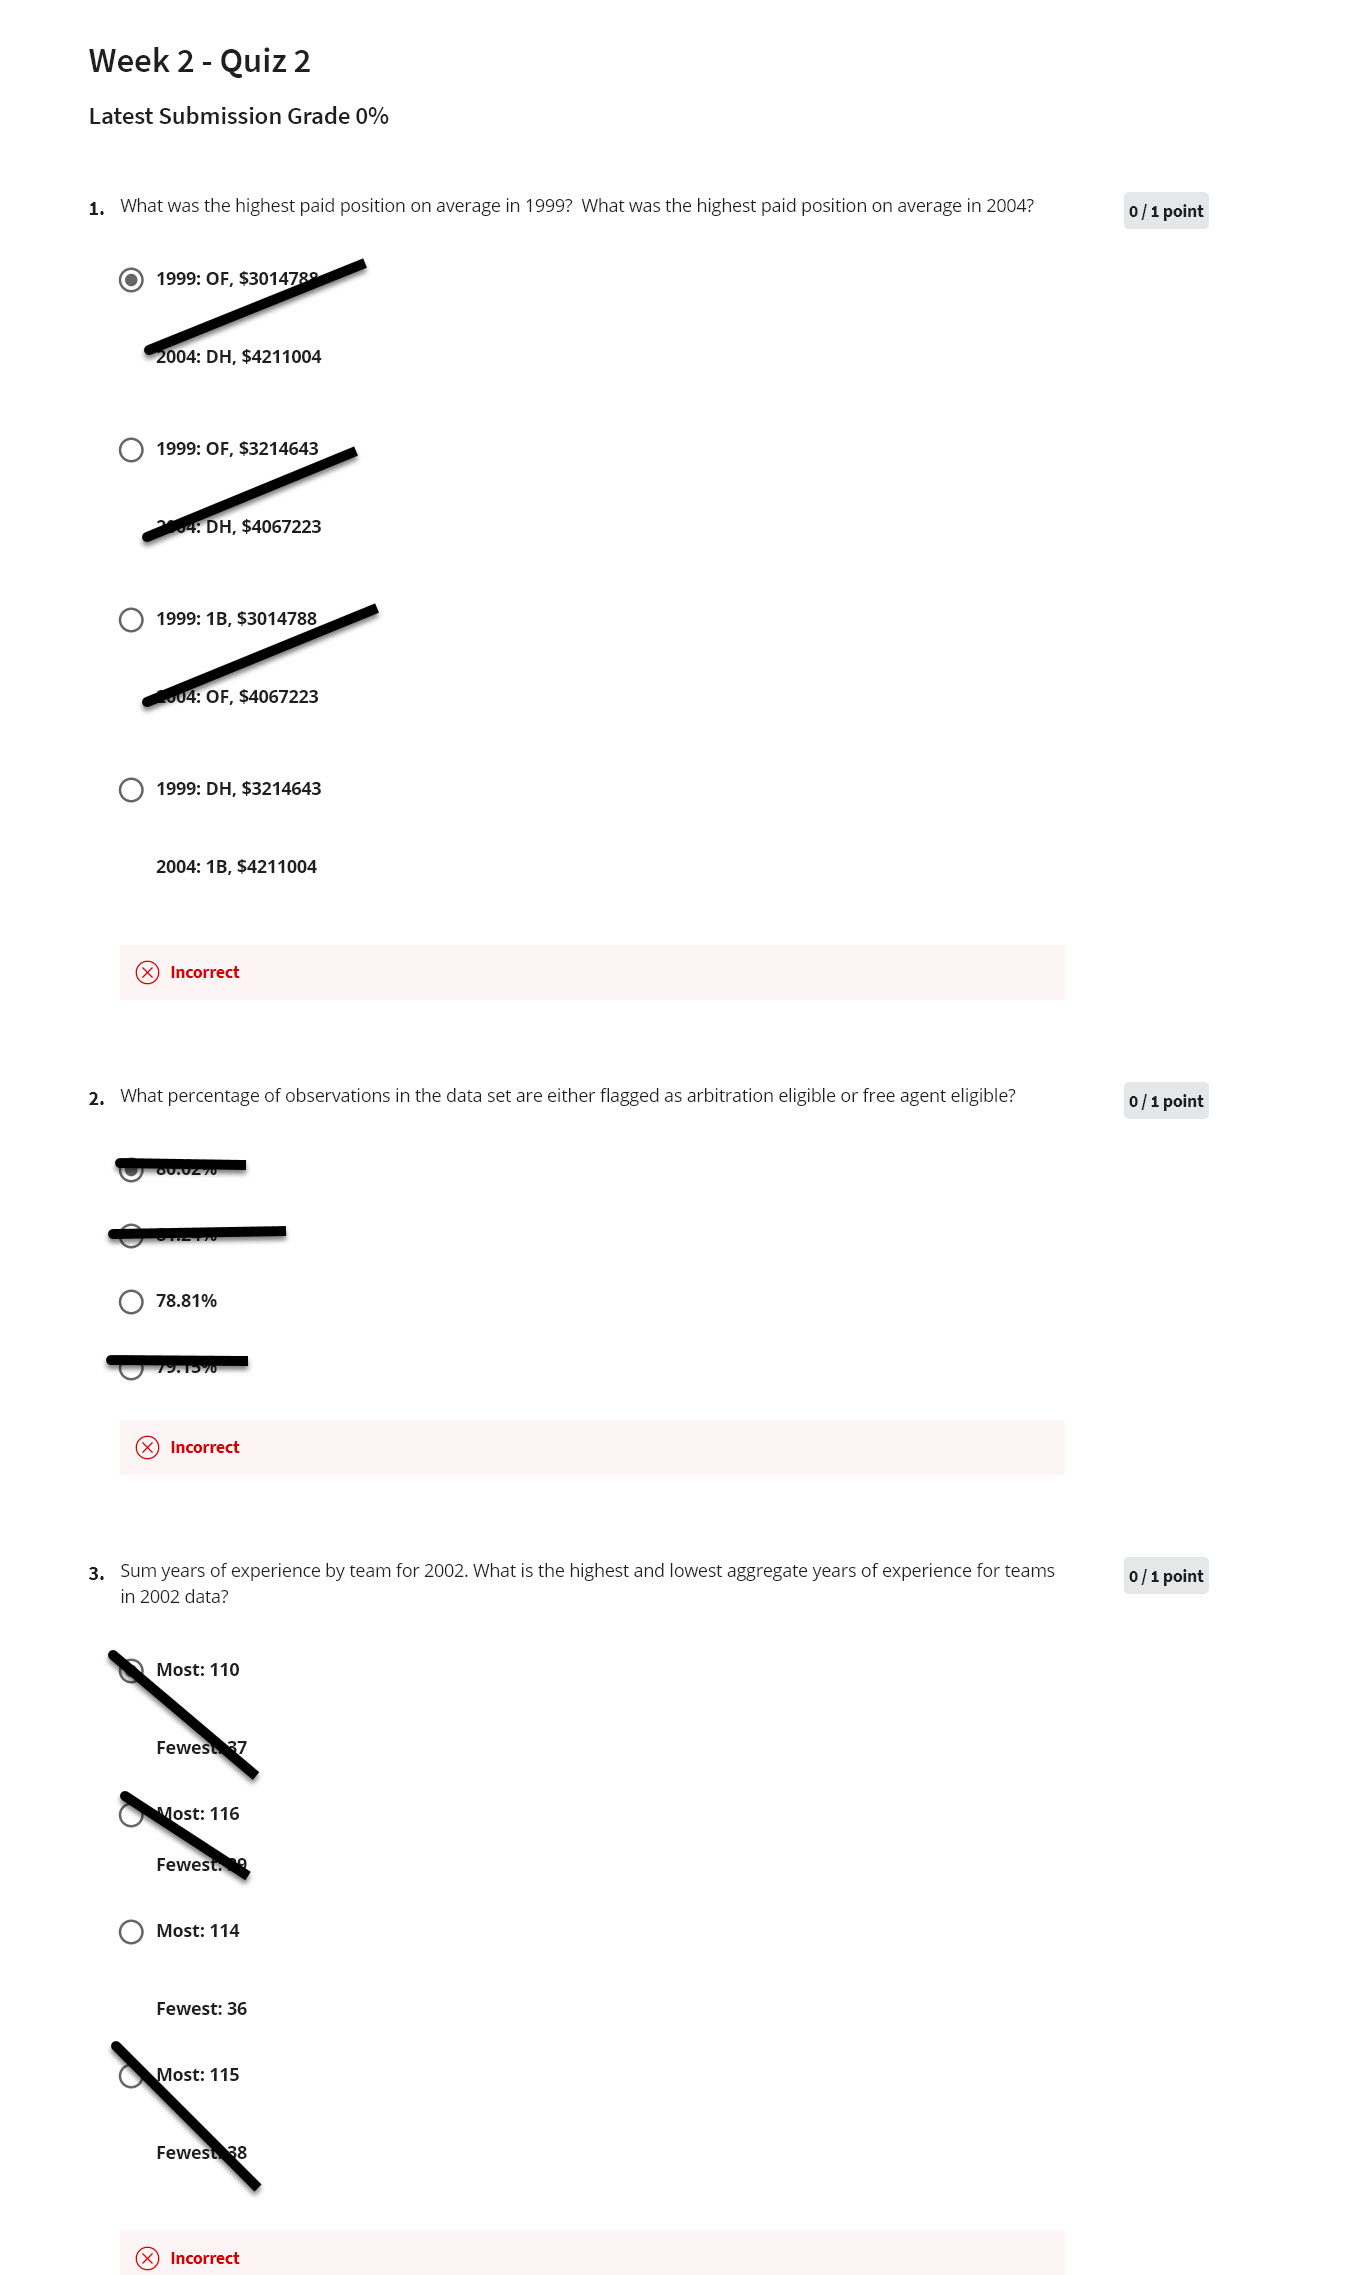 Week 2 - Quiz 2
Latest Submission Grade 0%
1. What was the highest paid position on average in 1999? What was the highest paid position on average in 2004?
0 / 1 point
1999: OF, $3014788
2004: DH, $4211004
1999: OF, $3214643
2004: DH, $4067223
1999: 1B, $3014788
2004: OF, $4067223
1999: DH, $3214643
2004: 1B, $4211004
Incorrect
2. What percentage of observations in the data set are either flagged as arbitration eligible or free agent eligible?
0 / 1 point
80.02%
78.81%
79.15%
Incorrect
3. Sum years of experience by team for 2002. What is the highest and lowest aggregate years of experience for teams
in 2002 data?
0 / 1 point
Most: 110
Fewest: 37
Most: 116
Fewest:
Most: 114
Fewest: 36
Most: 115
Fewest: 38
Incorrect